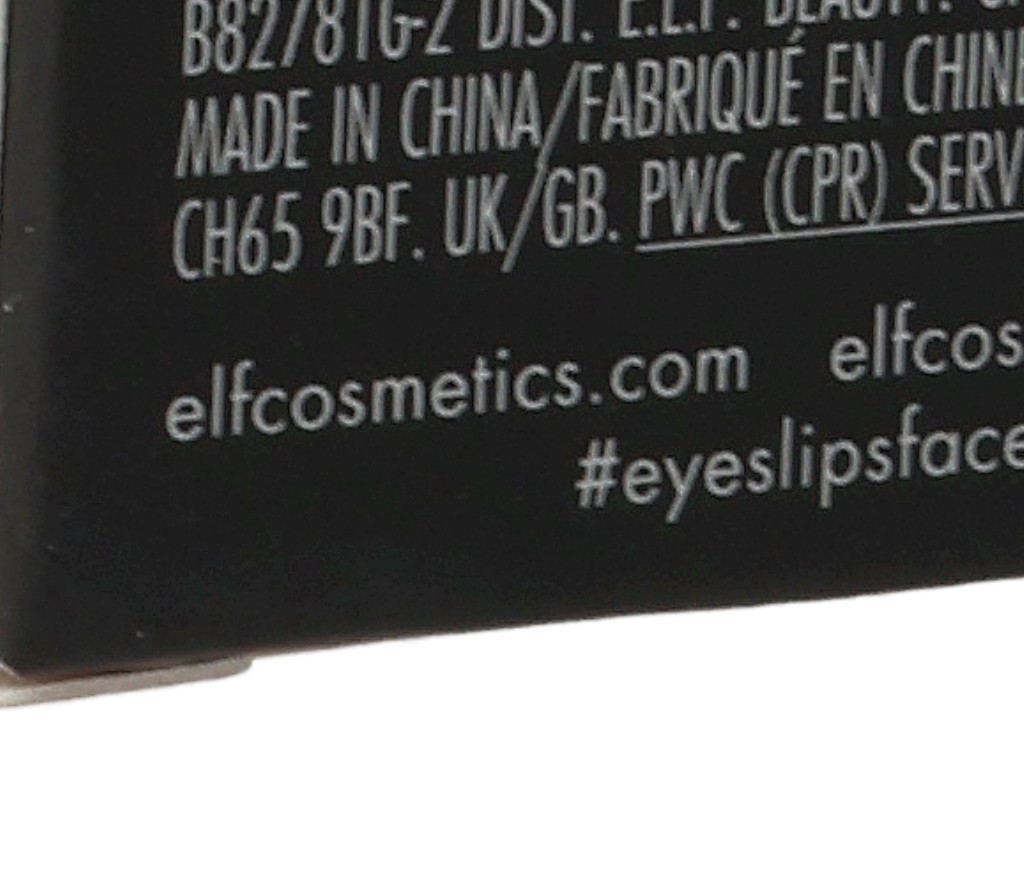 B82781G-2 DIST. E.L.F. BEAUTY.
MADE IN CHINA/FABRIQUÉ EN CHINE
CH65 9BF. UK/GB. PWC (CPR) SERV
elfcosmetics.com elfcos
#eyeslipsface